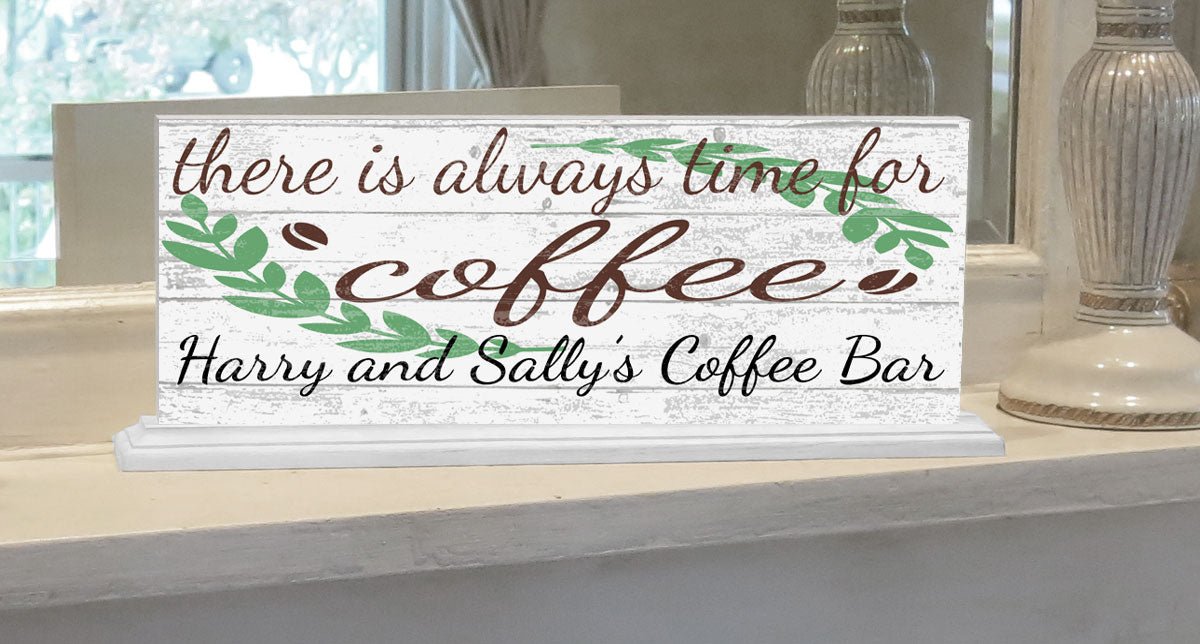 there is always time for
coffee
Harry and Sally's Coffee Bar